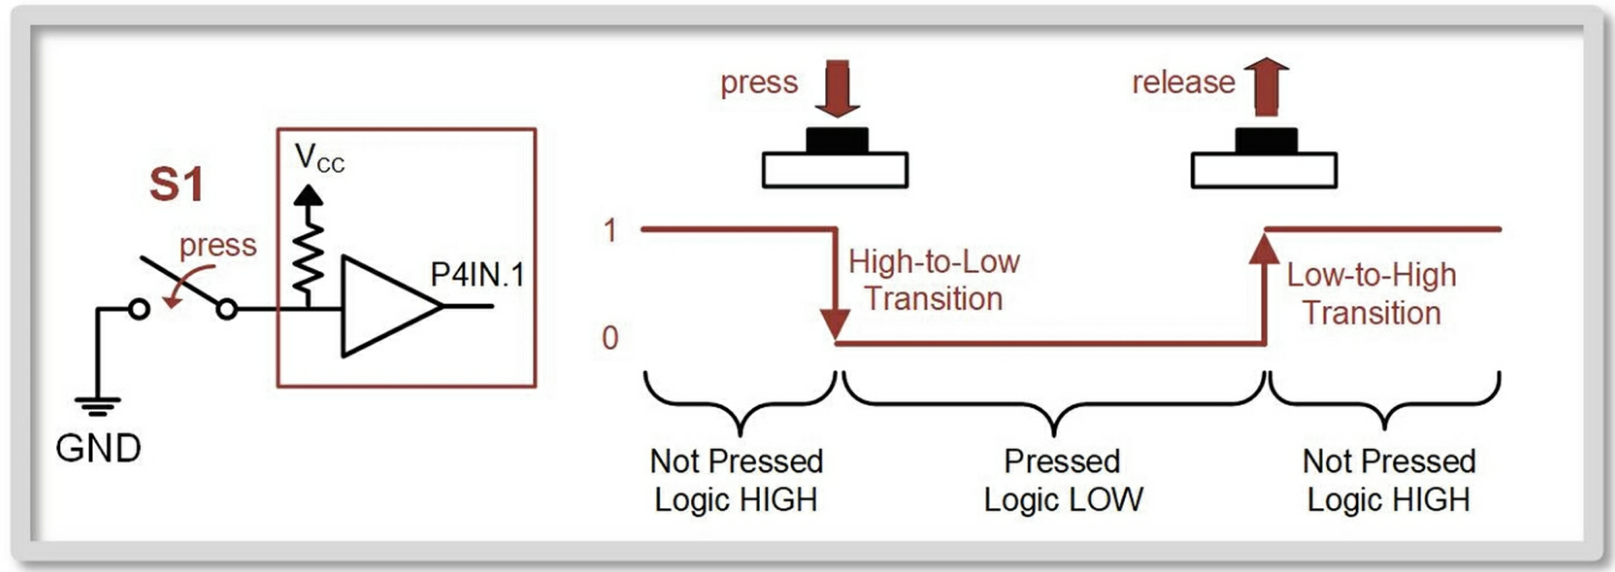 S1
press
VCC
P4IN.1
GND
press
release
1
0
High-to-Low
Transition
Low-to-High
Transition
Not Pressed
Logic HIGH
Pressed
Logic LOW
Not Pressed
Logic HIGH